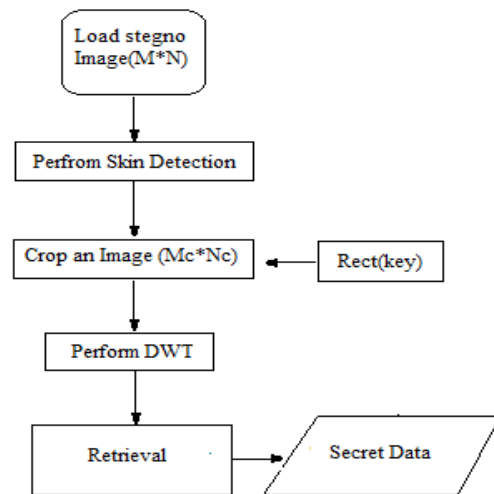 Load stegno
Image(M*N)
Perfrom Skin Detection
Crop an Image (Mc*Nc)
Rect(key)
Perform DWT
Retrieval
Secret Data